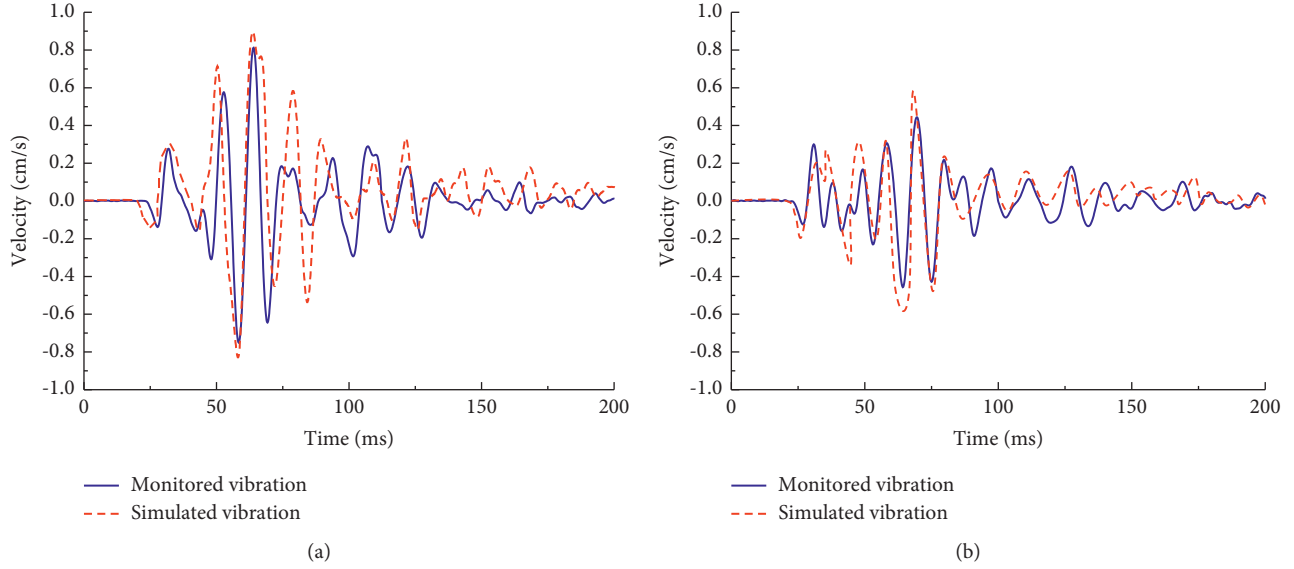 1.0
0.8
0.6
0.4
0.2
0.0
-0.2
-0.4
-0.6
-0.8
-1.0
Velocity (cm/s)
0 50 100 150 200
Time (ms)
Monitored vibration
Simulated vibration
(a)
1.0
0.8
0.6
0.4
0.2
0.0
-0.2
-0.4
-0.6
-0.8
-1.0
Velocity (cm/s)
0 50 100 150 200
Time (ms)
Monitored vibration
Simulated vibration
(b)